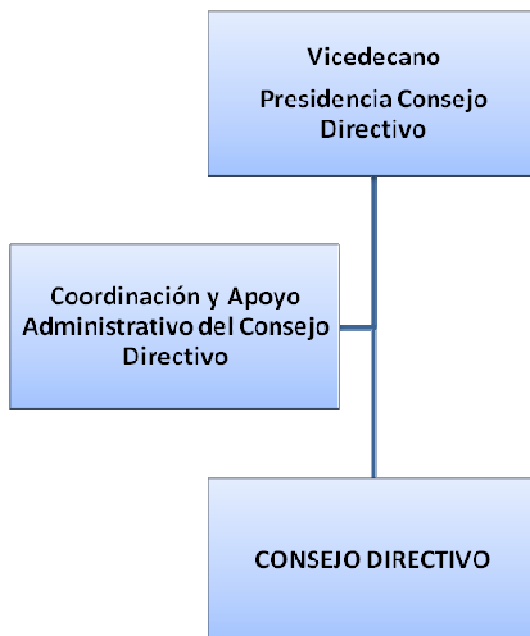 Vicedecano
Presidencia Consejo
Directivo
Coordinación y Apoyo
Administrativo del Consejo
Directivo
CONSEJO DIRECTIVO